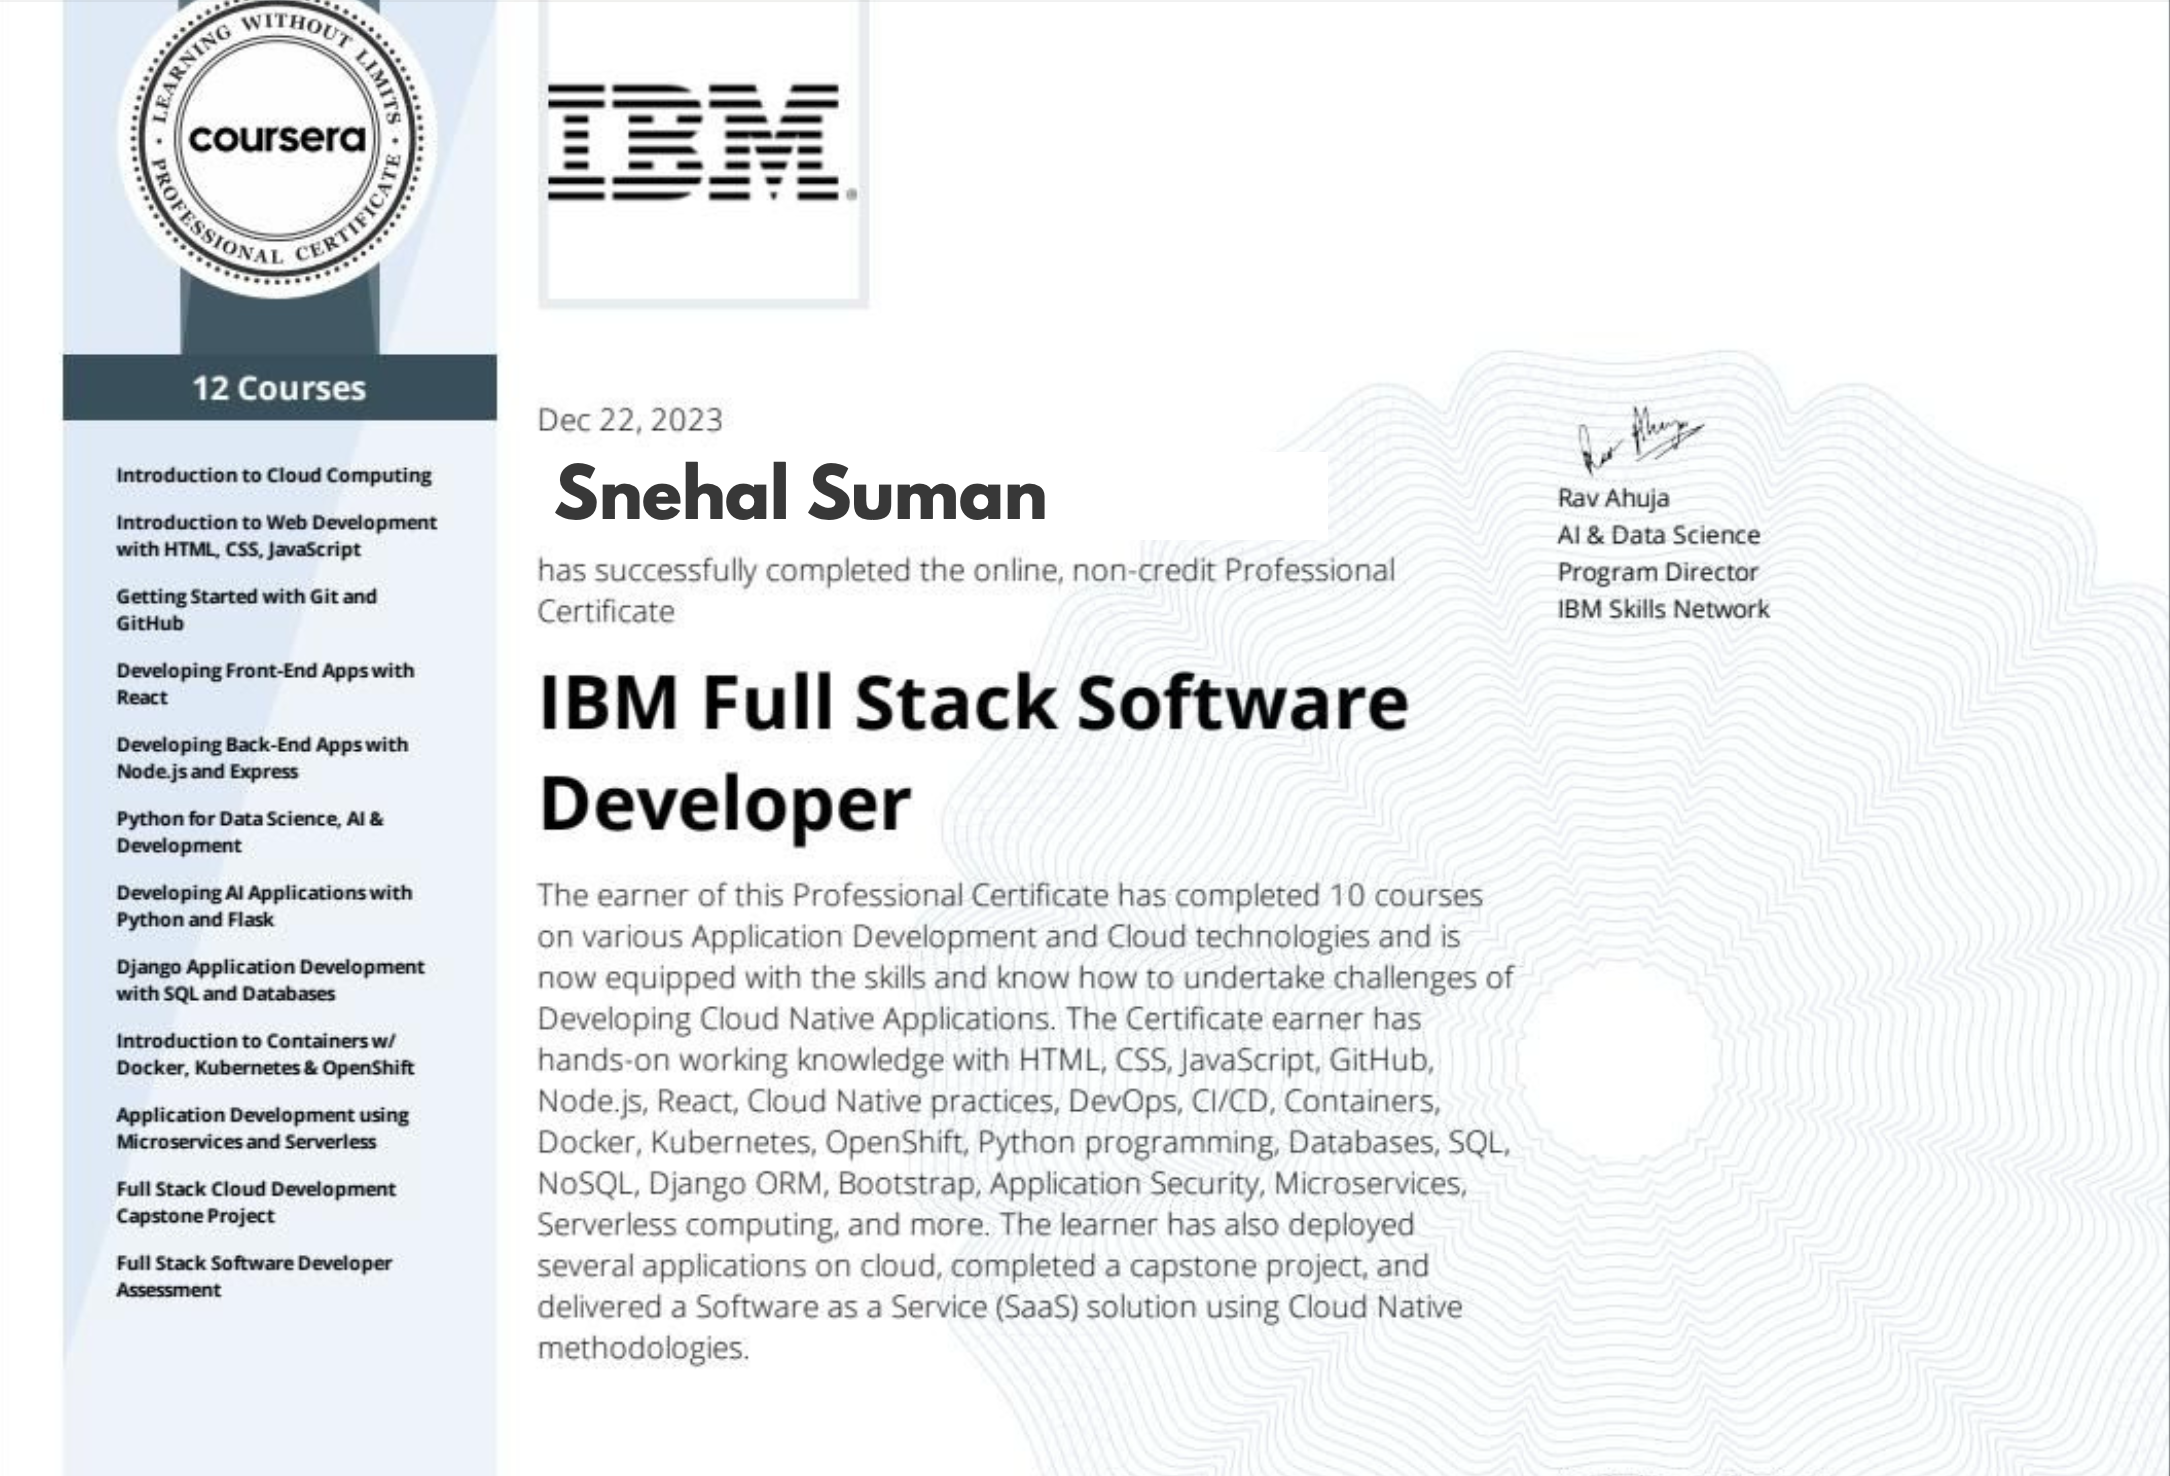 LEARNING WITHOUT LIMITS
coursera
PROFESSIONAL CERTIFICATE
12 Courses
Introduction to Cloud Computing
Introduction to Web Development
with HTML, CSS, JavaScript
Getting Started with Git and
GitHub
Developing Front-End Apps with
React
Developing Back-End Apps with
Node.js and Express
Python for Data Science, AI &
Development
Developing AI Applications with
Python and Flask
Django Application Development
with SQL and Databases
Introduction to Containers w/
Docker, Kubernetes & OpenShift
Application Development using
Microservices and Serverless
Full Stack Cloud Development
Capstone Project
Full Stack Software Developer
Assessment
IBM®
Dec 22, 2023
Snehal Suman
has successfully completed the online, non-credit Professional
Certificate
IBM Full Stack Software
Developer
The earner of this Professional Certificate has completed 10 courses
on various Application Development and Cloud technologies and is
now equipped with the skills and know how to undertake challenges of
Developing Cloud Native Applications. The Certificate earner has
hands-on working knowledge with HTML, CSS, JavaScript, GitHub,
Node.js, React, Cloud Native practices, DevOps, CI/CD, Containers,
Docker, Kubernetes, OpenShift, Python programming, Databases, SQL,
NoSQL, Django ORM, Bootstrap, Application Security, Microservices,
Serverless computing, and more. The learner has also deployed
several applications on cloud, completed a capstone project, and
delivered a Software as a Service (SaaS) solution using Cloud Native
methodologies.
Rav Ahuja
Rav Ahuja
AI & Data Science
Program Director
IBM Skills Network